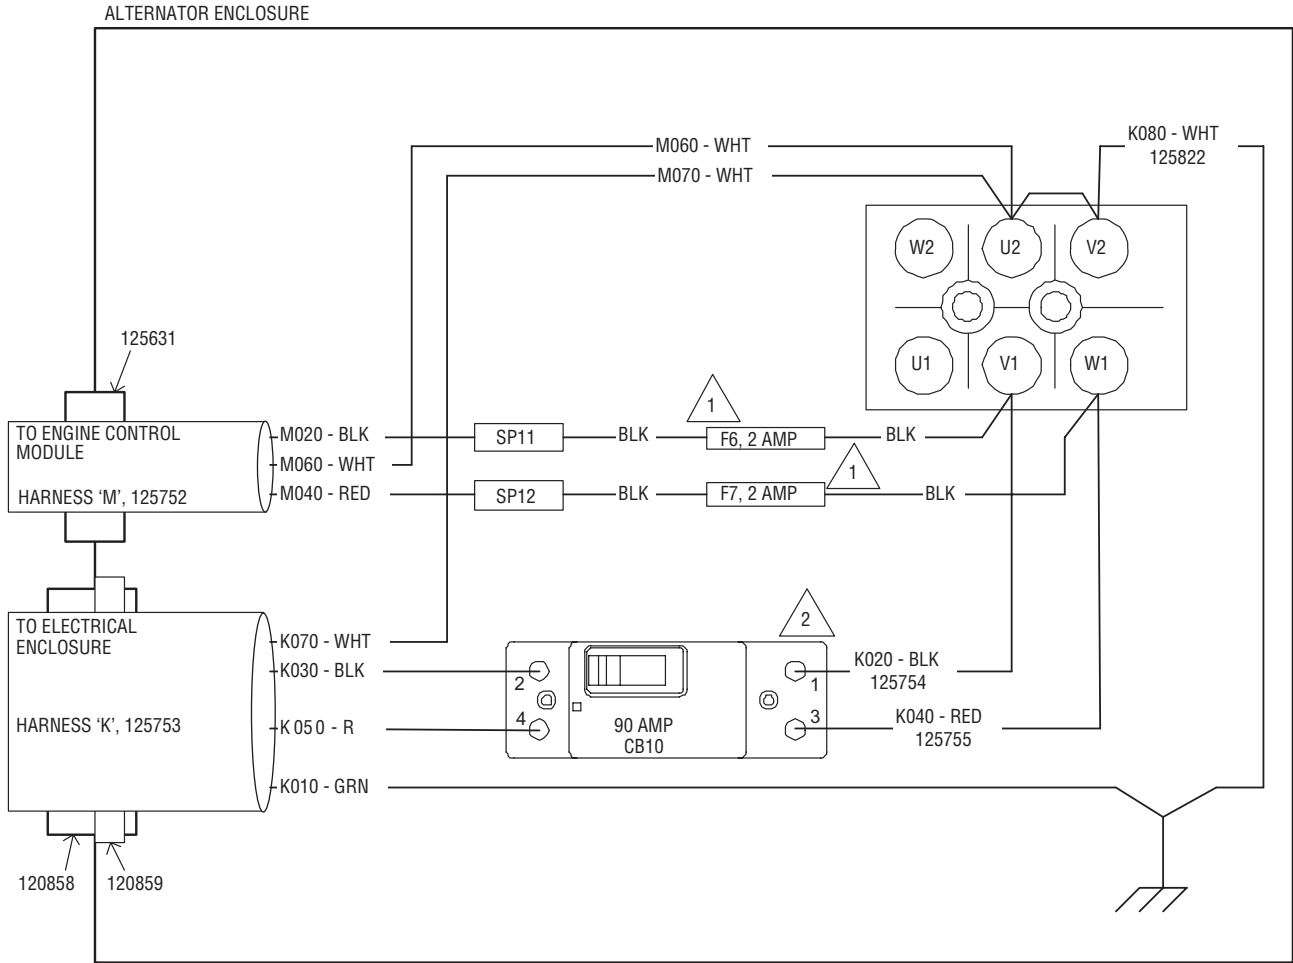 ALTERNATOR ENCLOSURE
M060 - WHT
K080 - WHT
125822
M070 - WHT
W2
U2
V2
125631
U1
V1
W1
1
TO ENGINE CONTROL
MODULE
HARNESS ‘M’, 125752
M020 - BLK
SP11
BLK
F6, 2 AMP
BLK
M060 - WHT
1
M040 - RED
SP12
BLK
F7, 2 AMP
BLK
2
TO ELECTRICAL
ENCLOSURE
HARNESS ‘K’, 125753
K070 - WHT
K030 - BLK
2
1
K020 - BLK
125754
K050 - R
4
90 AMP
CB10
3
K040 - RED
125755
K010 - GRN
120858
120859